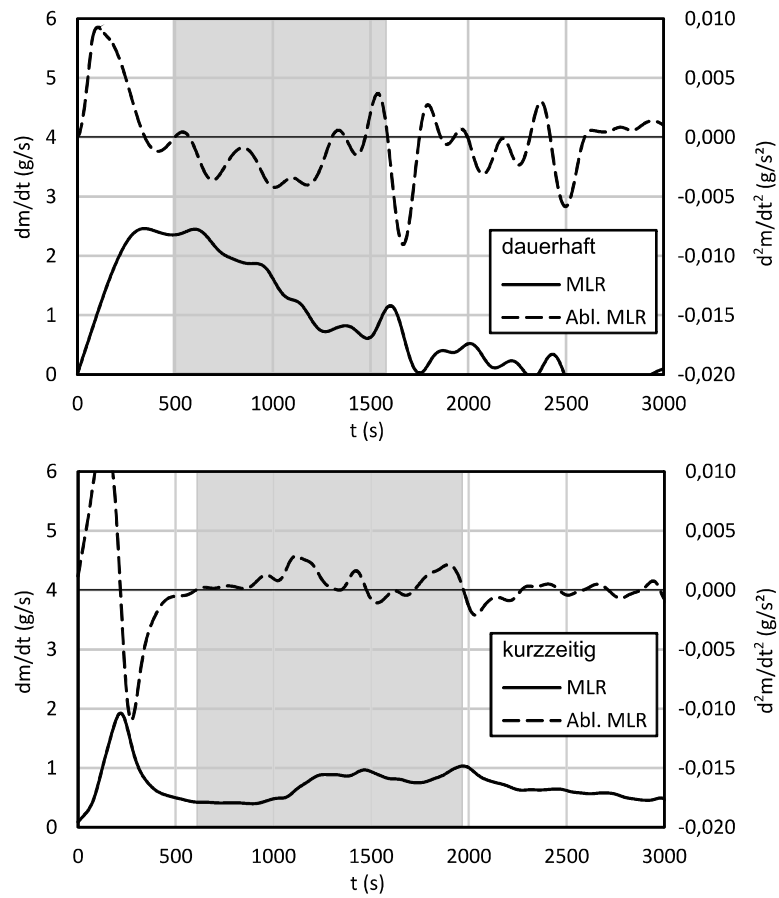 6
5
4
3
2
1
0
dm/dt (g/s)
0,010
0,005
0,000
-0,005
-0,010
-0,015
-0,020
d²m/dt² (g/s²)
dauerhaft
MLR
Abl. MLR
0 500 1000 1500 2000 2500 3000
t (s)
6
5
4
3
2
1
0
dm/dt (g/s)
0,010
0,005
0,000
-0,005
-0,010
-0,015
-0,020
d²m/dt² (g/s²)
kurzzeitig
MLR
Abl. MLR
0 500 1000 1500 2000 2500 3000
t (s)